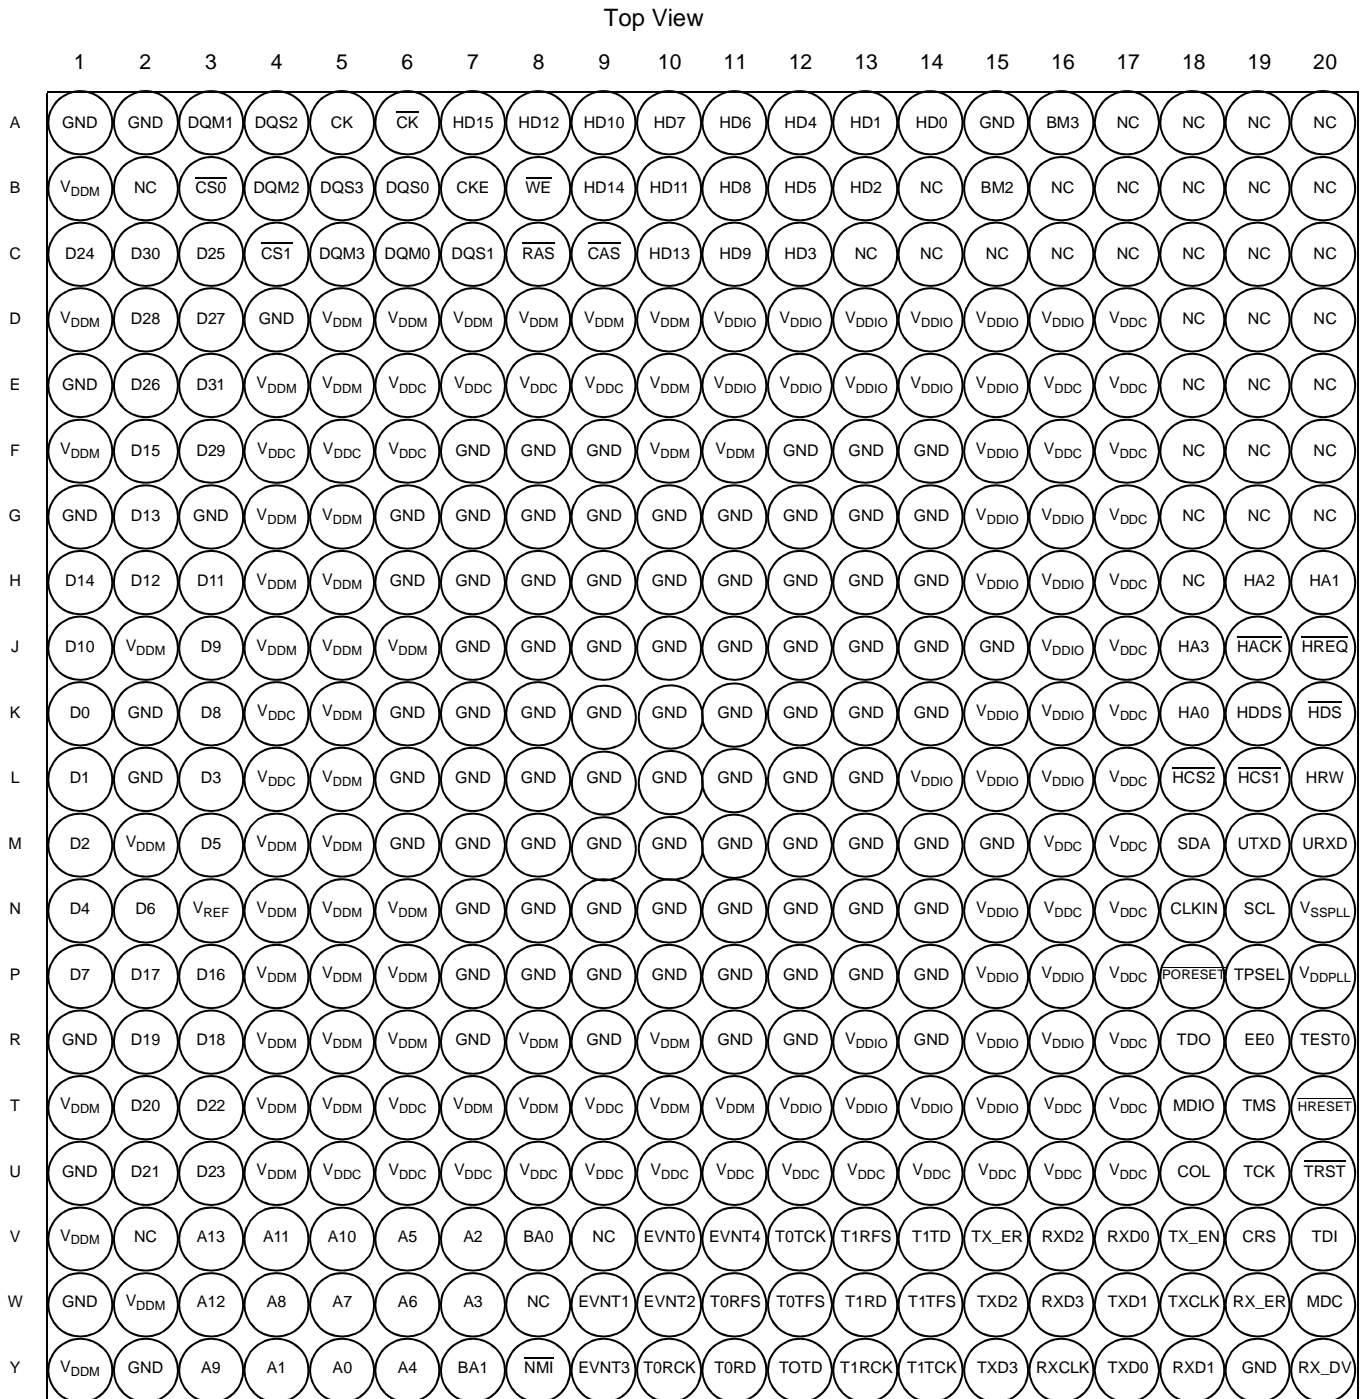 Top View
1 2 3 4 5 6 7 8 9 10 11 12 13 14 15 16 17 18 19 20
A GND GND DQM1 DQS2 CK CK HD15 HD12 HD10 HD7 HD6 HD4 HD1 HD0 GND BM3 NC NC NC NC
B VDDM NC CS0 DQM2 DQS3 DQS0 CKE WE HD14 HD11 HD8 HD5 HD2 NC BM2 NC NC NC NC NC
C D24 D30 D25 CS1 DQM3 DQM0 DQS1 RAS CAS HD13 HD9 HD3 NC NC NC NC NC NC NC NC
D VDDM D28 D27 GND VDDM VDDM VDDM VDDM VDDM VDDM VDDIO VDDIO VDDIO VDDIO VDDIO VDDIO VDDC NC NC NC
E GND D26 D31 VDDM VDDM VDDC VDDC VDDC VDDC VDDM VDDIO VDDIO VDDIO VDDIO VDDIO VDDC VDDC NC NC NC
F VDDM D15 D29 VDDC VDDC VDDC GND GND GND VDDM VDDM GND GND GND VDDIO VDDC VDDC NC NC NC
G GND D13 GND VDDM VDDM GND GND GND GND GND GND GND GND GND VDDIO VDDIO VDDC NC NC NC
H D14 D12 D11 VDDM VDDM GND GND GND GND GND GND GND GND GND VDDIO VDDIO VDDC NC HA2 HA1
J D10 VDDM D9 VDDM VDDM VDDM GND GND GND GND GND GND GND GND GND VDDIO VDDC HA3 HACK HREQ
K D0 GND D8 VDDC VDDM GND GND GND GND GND GND GND GND GND VDDIO VDDIO VDDC HA0 HDDS HDS
L D1 GND D3 VDDC VDDM GND GND GND GND GND GND GND GND VDDIO VDDIO VDDIO VDDC HCS2 HCS1 HRW
M D2 VDDM D5 VDDM VDDM GND GND GND GND GND GND GND GND GND GND VDDC VDDC SDA UTXD URXD
N D4 D6 VREF VDDM VDDM VDDM GND GND GND GND GND GND GND GND VDDIO VDDC VDDC CLKIN SCL VSSPLL
P D7 D17 D16 VDDM VDDM VDDM GND GND GND GND GND GND GND GND VDDIO VDDIO VDDC PORESET TPSEL VDDPLL
R GND D19 D18 VDDM VDDM VDDM GND VDDM GND VDDM GND GND VDDIO GND VDDIO VDDIO VDDC TDO EE0 TEST0
T VDDM D20 D22 VDDM VDDM VDDC VDDM VDDM VDDC VDDM VDDM VDDIO VDDIO VDDIO VDDIO VDDC VDDC MDIO TMS HRESET
U GND D21 D23 VDDM VDDC VDDC VDDC VDDC VDDC VDDC VDDC VDDC VDDC VDDC VDDC VDDC VDDC COL TCK TRST
V VDDM NC A13 A11 A10 A5 A2 BA0 NC EVNT0 EVNT4 T0TCK T1RFS T1TD TX_ER RXD2 RXD0 TX_EN CRS TDI
W GND VDDM A12 A8 A7 A6 A3 NC EVNT1 EVNT2 T0RFS T0TFS T1RD T1TFS TXD2 RXD3 TXD1 TXCLK RX_ER MDC
Y VDDM GND A9 A1 A0 A4 BA1 NMI EVNT3 T0RCK T0RD TOTD T1RCK T1TCK TXD3 RXCLK TXD0 RXD1 GND RX_DV